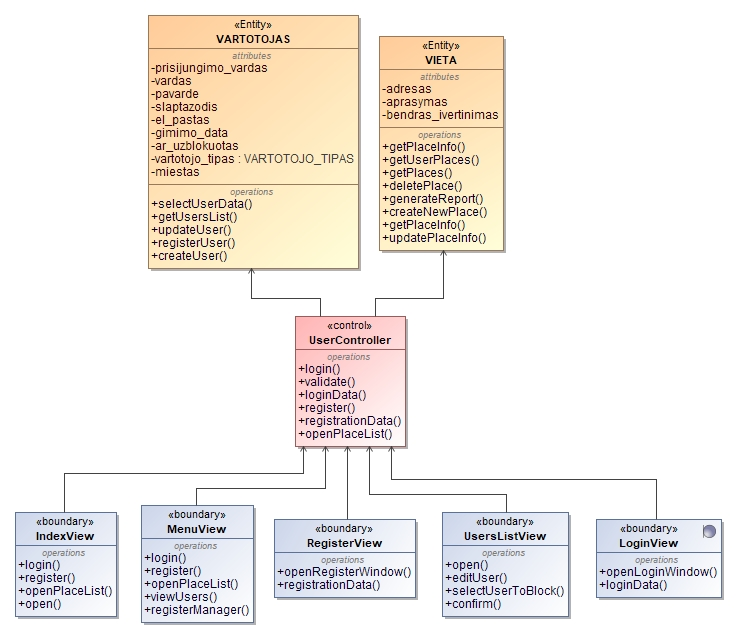 «Entity»
VARTOTOJAS
attributes
-prisijungimo_vardas
-vardas
-pavarde
-slaptazodis
-el_pastas
-gimimo_data
-ar_uzblokuotas
-vartotojo_tipas : VARTOTOJO_TIPAS
-miestas
operations
+selectUserData()
+getUsersList()
+updateUser()
+registerUser()
+createUser()
«Entity»
VIETA
attributes
-adresas
-aprasymas
-bendras_ivertinimas
operations
+getPlaceInfo()
+getUserPlaces()
+getPlaces()
+deletePlace()
+generateReport()
+createNewPlace()
+getPlaceInfo()
+updatePlaceInfo()
«control»
UserController
operations
+login()
+validate()
+loginData()
+register()
+registrationData()
+openPlaceList()
«boundary»
IndexView
operations
+login()
+register()
+openPlaceList()
+open()
«boundary»
MenuView
operations
+login()
+register()
+openPlaceList()
+viewUsers()
+registerManager()
«boundary»
RegisterView
operations
+openRegisterWindow()
+registrationData()
«boundary»
UsersListView
operations
+open()
+editUser()
+selectUserToBlock()
+confirm()
«boundary»
LoginView
operations
+openLoginWindow()
+loginData()